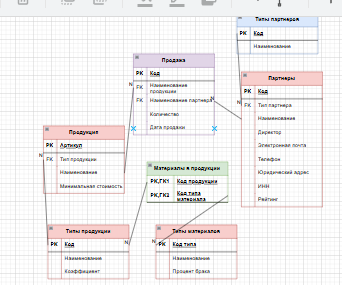 Типы партнеров
PK Код
Наименование
Продажа
PK Код
FK Наименование
продукции
FK Наименование партнера
Количество
Дата продажи
N
N
Партнеры
PK Код
FK Тип партнера
Наименование
Директор
Электронная почта
Телефон
Юридический адрес
ИНН
Рейтинг
N
Продукция
PK Артикул
FK Тип продукции
Наименование
Минимальная стоимость
N
Материалы в продукции
PK,FK1 Код продукции
PK,FK2 Код типа
материала
Типы продукции
PK Код
Наименование
Коэффициент
N
Типы материалов
PK Код типа
Наименование
Процент брака
N